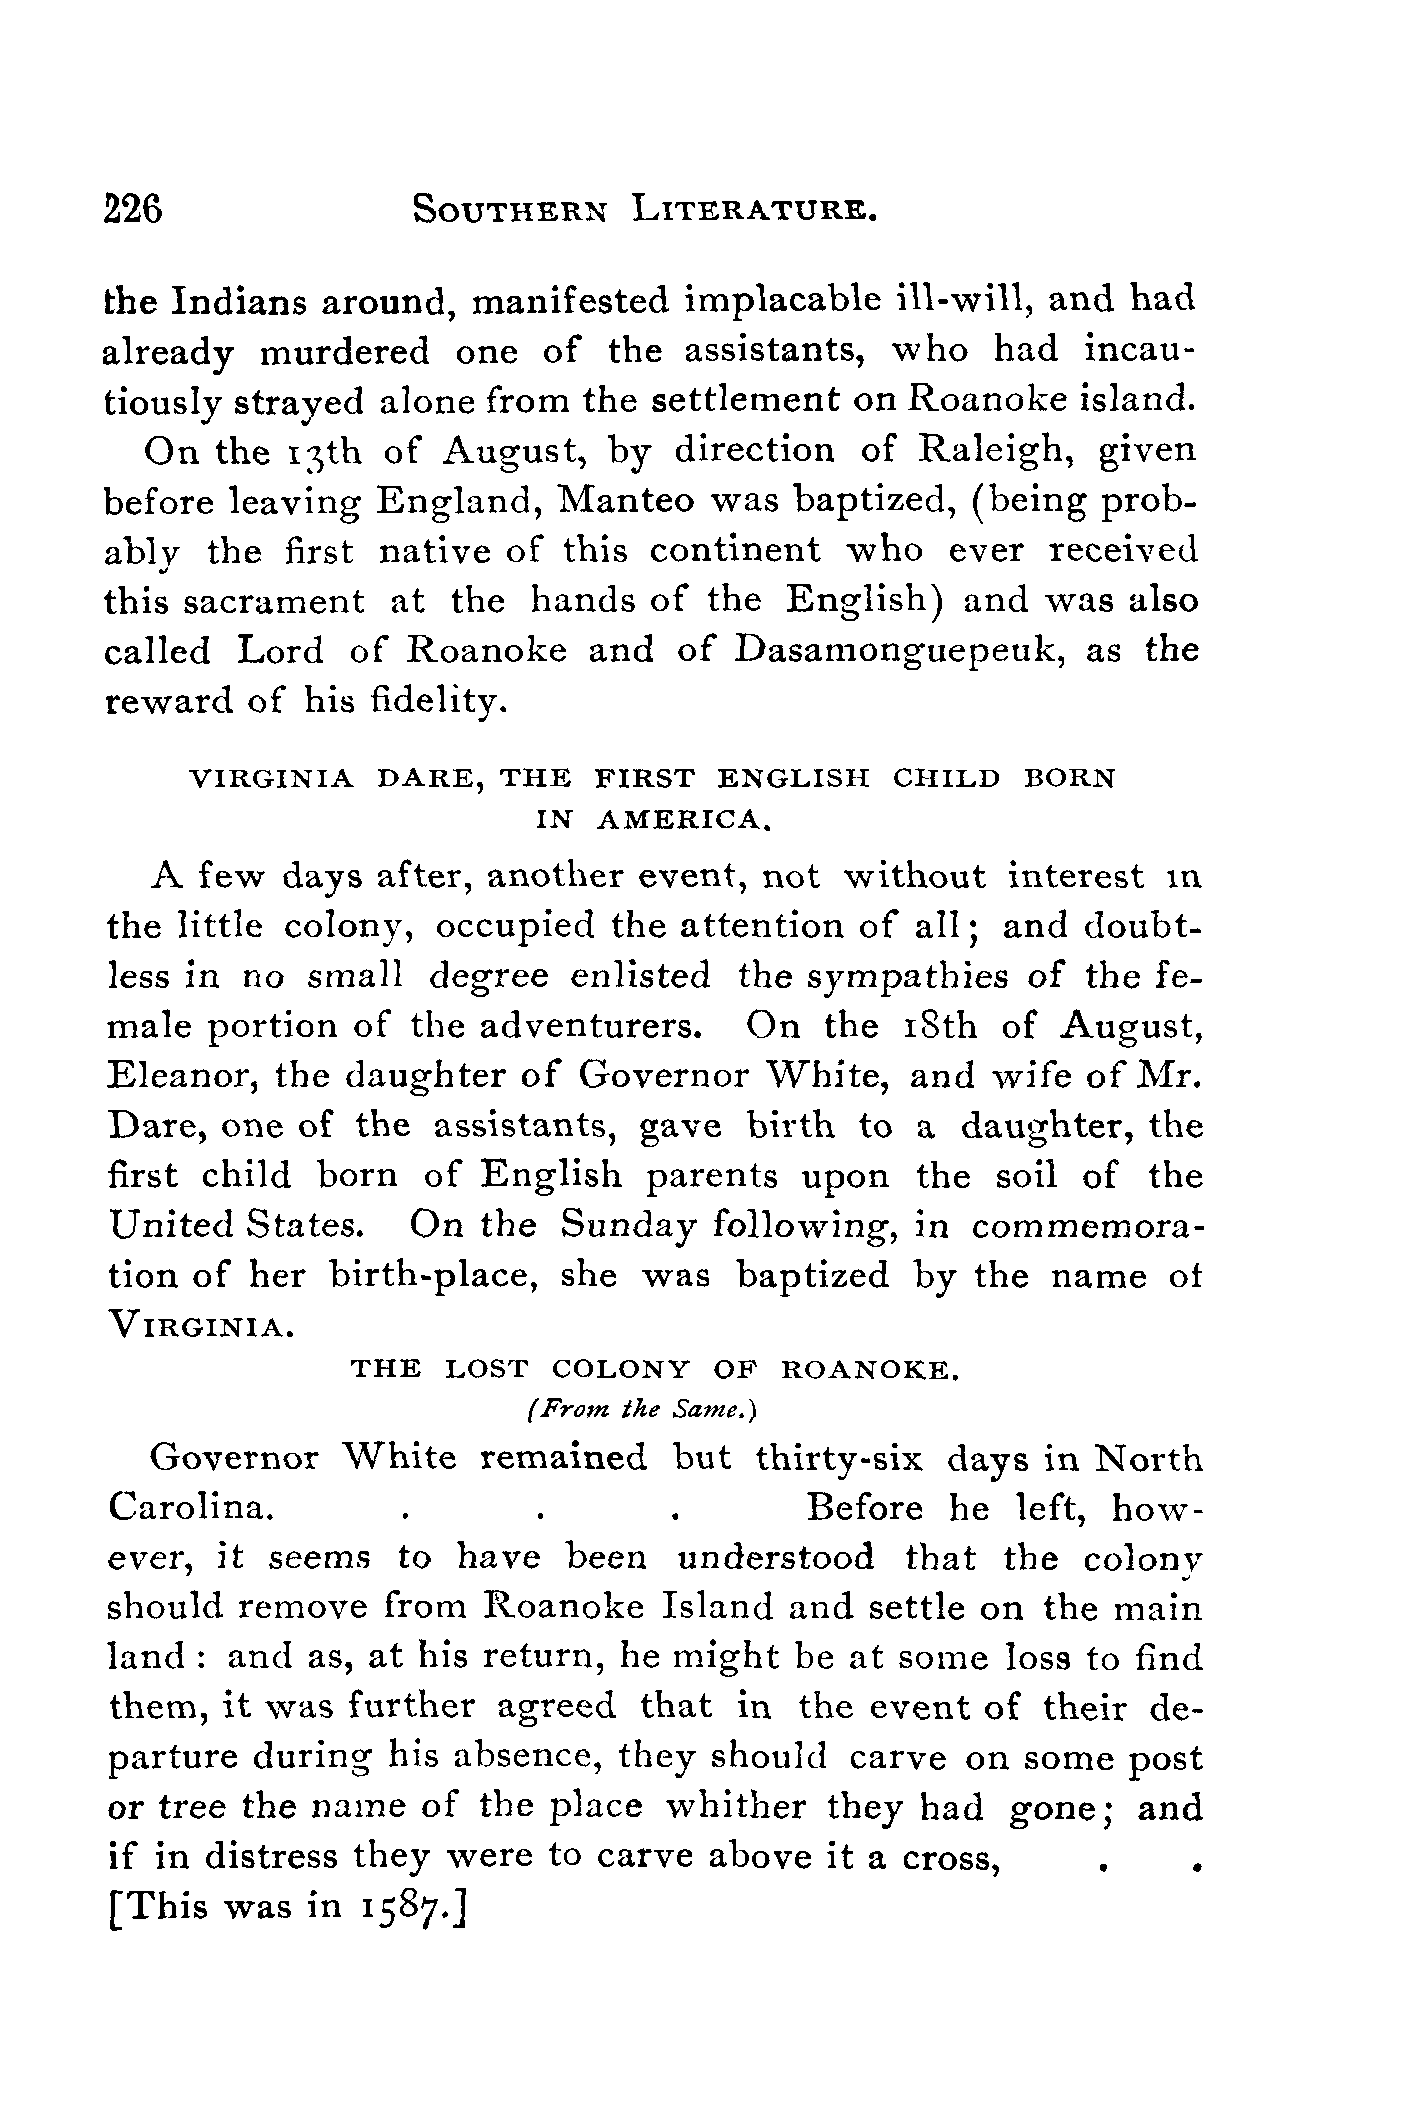 226 SOUTHERN LITERATURE.
the Indians around, manifested implacable ill-will, and had
already murdered one of the assistants, who had incau-
tiously strayed alone from the settlement on Roanoke island.
On the 13th of August, by direction of Raleigh, given
before leaving England, Manteo was baptized, (being prob-
ably the first native of this continent who ever received
this sacrament at the hands of the English) and was also
called Lord of Roanoke and of Dasamonguepeuk, as the
reward of his fidelity.
VIRGINIA DARE, THE FIRST ENGLISH CHILD BORN
IN AMERICA.
A few days after, another event, not without interest in
the little colony, occupied the attention of all; and doubt-
less in no small degree enlisted the sympathies of the fe-
male portion of the adventurers. On the 18th of August,
Eleanor, the daughter of Governor White, and wife of Mr.
Dare, one of the assistants, gave birth to a daughter, the
first child born of English parents upon the soil of the
United States. On the Sunday following, in commemora-
tion of her birth-place, she was baptized by the name of
VIRGINIA.
THE LOST COLONY OF ROANOKE.
(From the Same.)
Governor White remained but thirty-six days in North
Carolina. . . . Before he left, how-
ever, it seems to have been understood that the colony
should remove from Roanoke Island and settle on the main
land : and as, at his return, he might be at some loss to find
them, it was further agreed that in the event of their de-
parture during his absence, they should carve on some post
or tree the name of the place whither they had gone; and
if in distress they were to carve above it a cross, . .
[This was in 1587.]